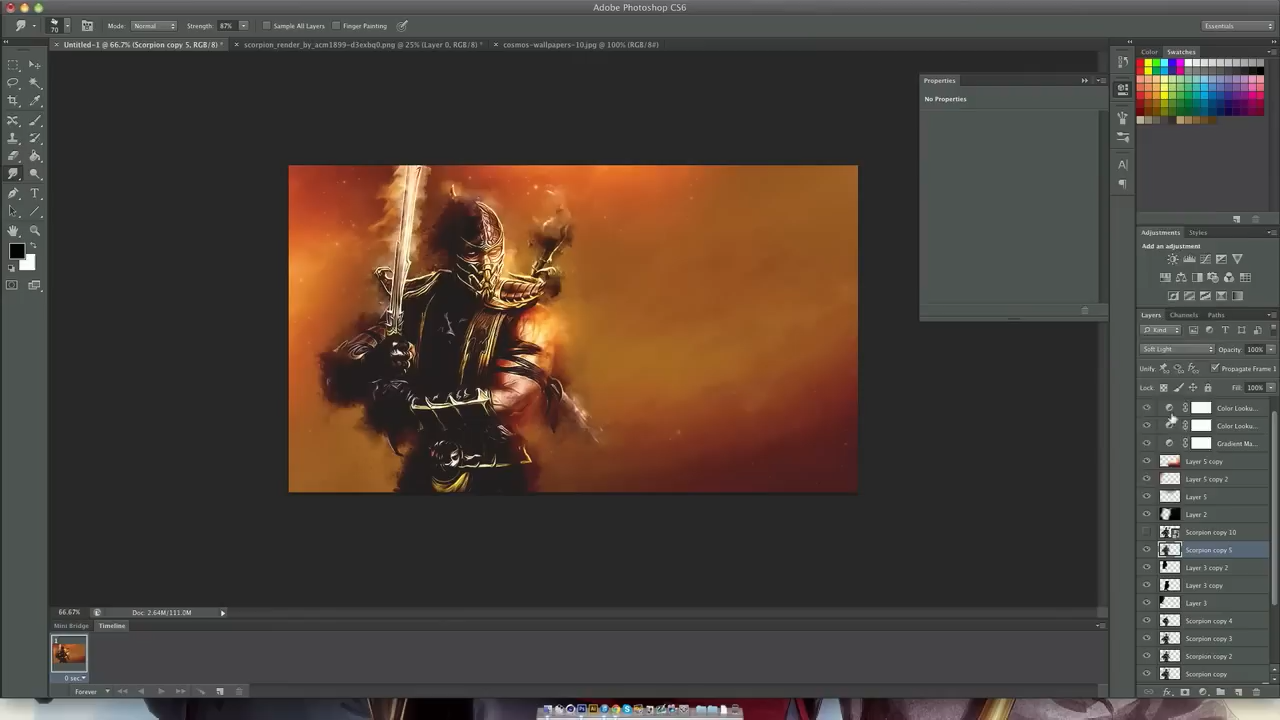 Adobe Photoshop CS6
70
Mode: Normal
Strength: 87%
Sample All Layers
Finger Painting
Essentials
Untitled-1 @ 66.7% (Scorpion copy 5, RGB/8) *
scorpion_render_by_acm1899-d3exbq0.png @ 25% (Layer 0, RGB/8) *
cosmos-wallpapers-10.jpg @ 100% (RGB/8#)
Color
Swatches
Properties
No Properties
Adjustments
Styles
Add an adjustment
Layers
Channels
Paths
Kind
Soft Light
Opacity: 100%
Unify:
Propagate Frame 1
Lock:
Fill: 100%
Color Looku...
Color Looku...
Gradient Ma...
Layer 5 copy
Layer 5 copy 2
Layer 5
Layer 2
Scorpion copy 10
Scorpion copy 5
Layer 3 copy 2
Layer 3 copy
Layer 3
Scorpion copy 4
Scorpion copy 3
Scorpion copy 2
Scorpion copy
66.67%
Doc: 2.64M/111.0M
Mini Bridge
Timeline
1
0 sec.
Forever